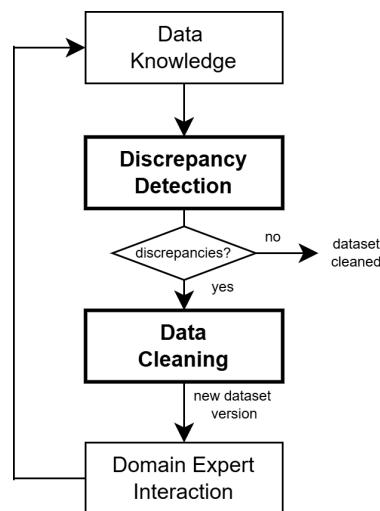 Data
Knowledge
Discrepancy
Detection
discrepancies?
no
dataset
cleaned
yes
Data
Cleaning
new dataset
version
Domain Expert
Interaction